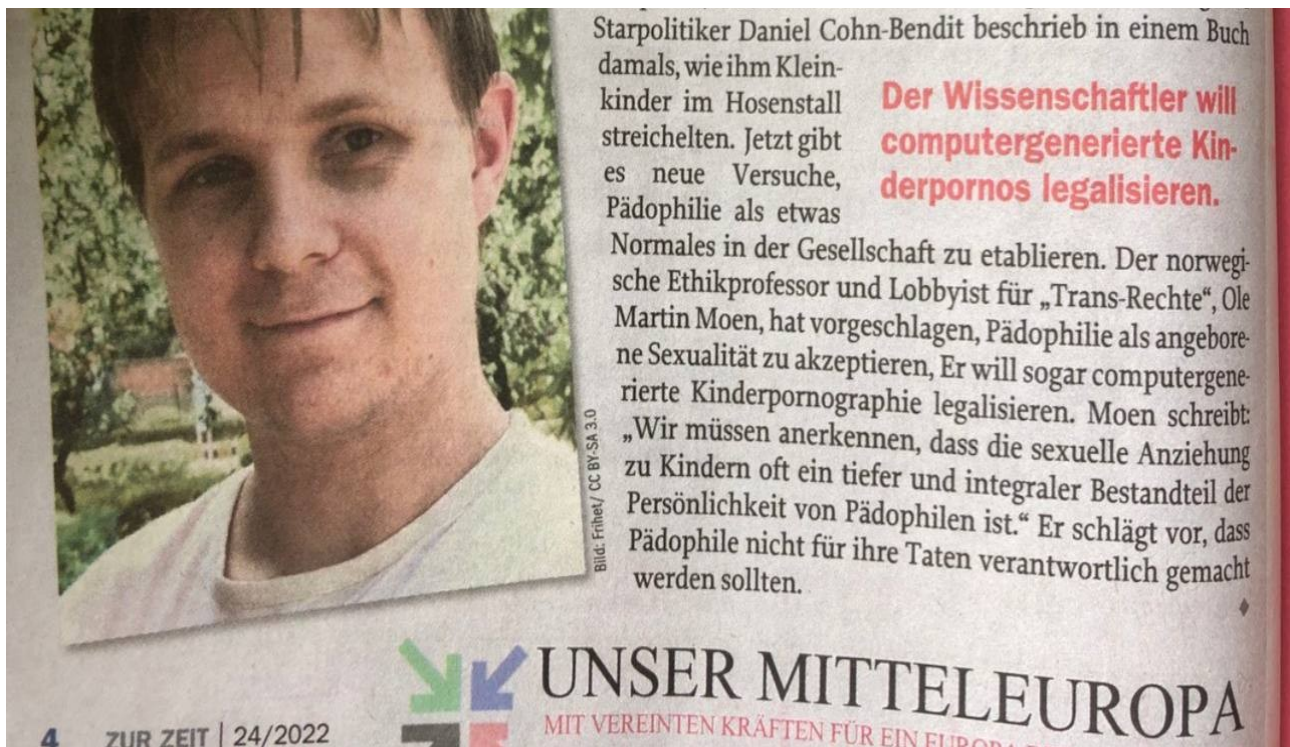 Starpolitiker Daniel Cohn-Bendit beschrieb in einem Buch
damals, wie ihm Klein-
kinder im Hosenstall
streichelten. Jetzt gibt
es neue Versuche,
Pädophilie als etwas
Der Wissenschaftler will
computergenerierte Kin-
derpornos legalisieren.
Normales in der Gesellschaft zu etablieren. Der norwegi-
sche Ethikprofessor und Lobbyist für „Trans-Rechte“, Ole
Martin Moen, hat vorgeschlagen, Pädophilie als angebore-
ne Sexualität zu akzeptieren, Er will sogar computergene-
rierte Kinderpornographie legalisieren. Moen schreibt:
„Wir müssen anerkennen, dass die sexuelle Anziehung
zu Kindern oft ein tiefer und integraler Bestandteil der
Persönlichkeit von Pädophilen ist.“ Er schlägt vor, dass
Pädophile nicht für ihre Taten verantwortlich gemacht
werden sollten.
Bild: Frihet/ CC BY-SA 3.0
UNSER MITTELEUROPA
MIT VEREINTEN KRÄFTEN FÜR EIN EUROPA
4 ZUR ZEIT | 24/2022